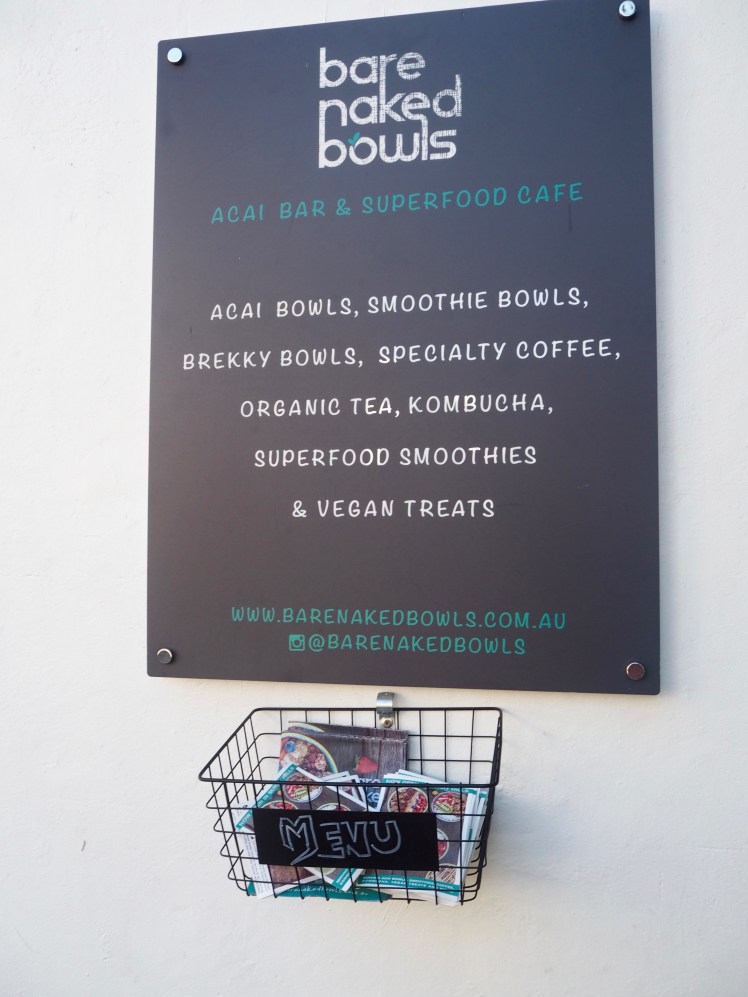 bare
naked
bowls
ACAI BAR & SUPERFOOD CAFE
ACAI BOWLS, SMOOTHIE BOWLS,
BREKKY BOWLS, SPECIALTY COFFEE,
ORGANIC TEA, KOMBUCHA,
SUPERFOOD SMOOTHIES
& VEGAN TREATS
WWW.BARENAKEDBOWLS.COM.AU
@BARENAKEDBOWLS
MENU